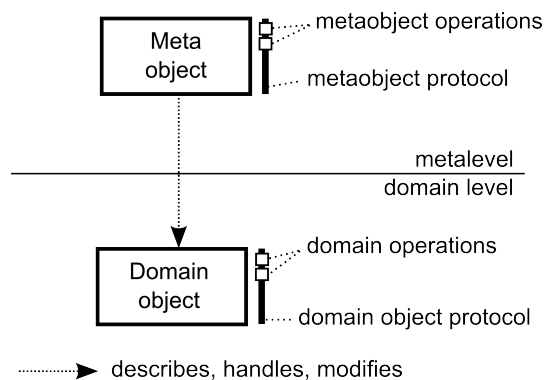 Meta
object
metaobject operations
metaobject protocol
metalevel
domain level
Domain
object
domain operations
domain object protocol
describes, handles, modifies